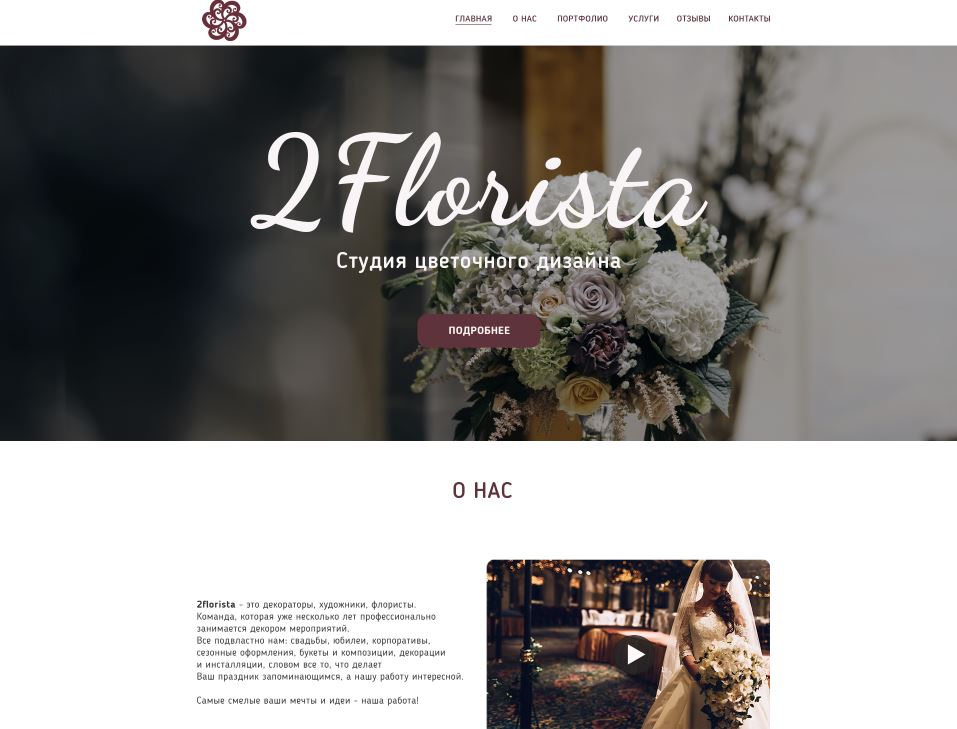 ГЛАВНАЯ О НАС ПОРТФОЛИО УСЛУГИ ОТЗЫВЫ КОНТАКТЫ
2Florista
Студия цветочного дизайна
ПОДРОБНЕЕ
О НАС
2florista - это декораторы, художники, флористы.
Команда, которая уже несколько лет профессионально
занимается декором мероприятий.
Все подвластно нам: свадьбы, юбилеи, корпоративы,
сезонные оформления, букеты и композиции, декорации
и инсталляции, словом все то, что делает
Ваш праздник запоминающимся, а нашу работу интересной.
Самые смелые ваши мечты и идеи - наша работа!